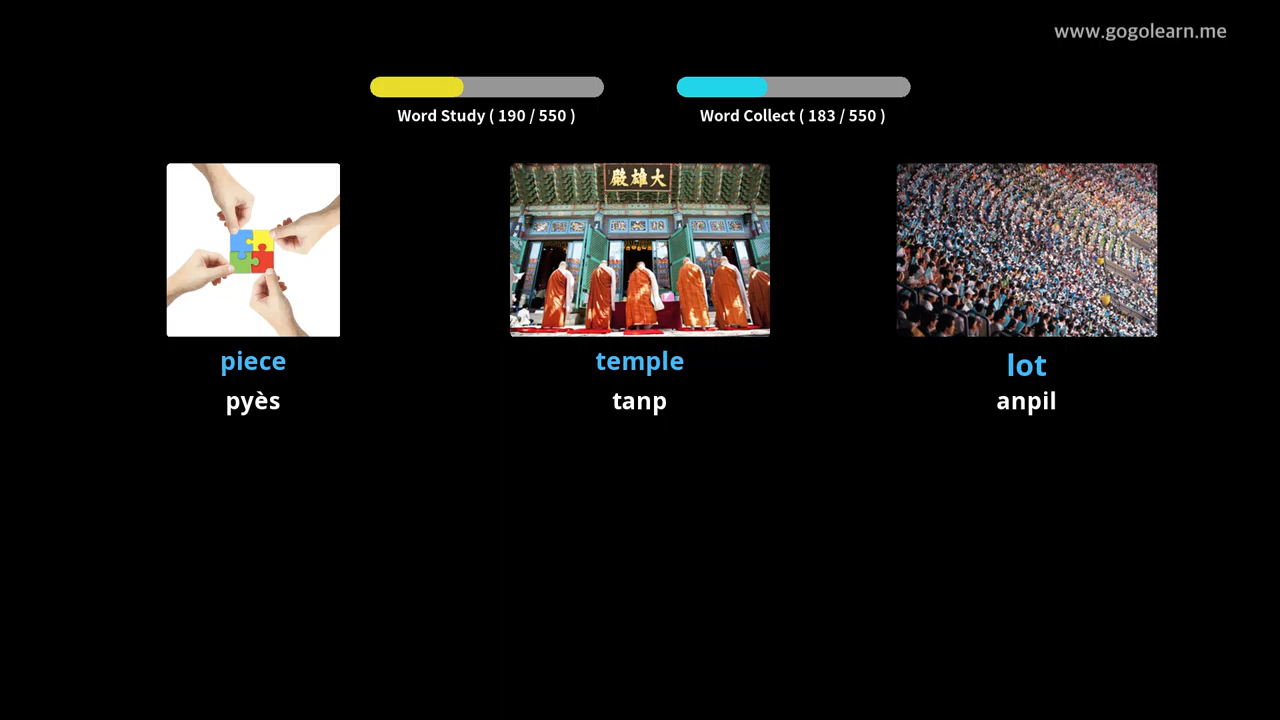 www.gogolearn.me
Word Study ( 190 / 550 )
Word Collect ( 183 / 550 )
殿雄大
piece
temple
lot
pyès
tanp
anpil